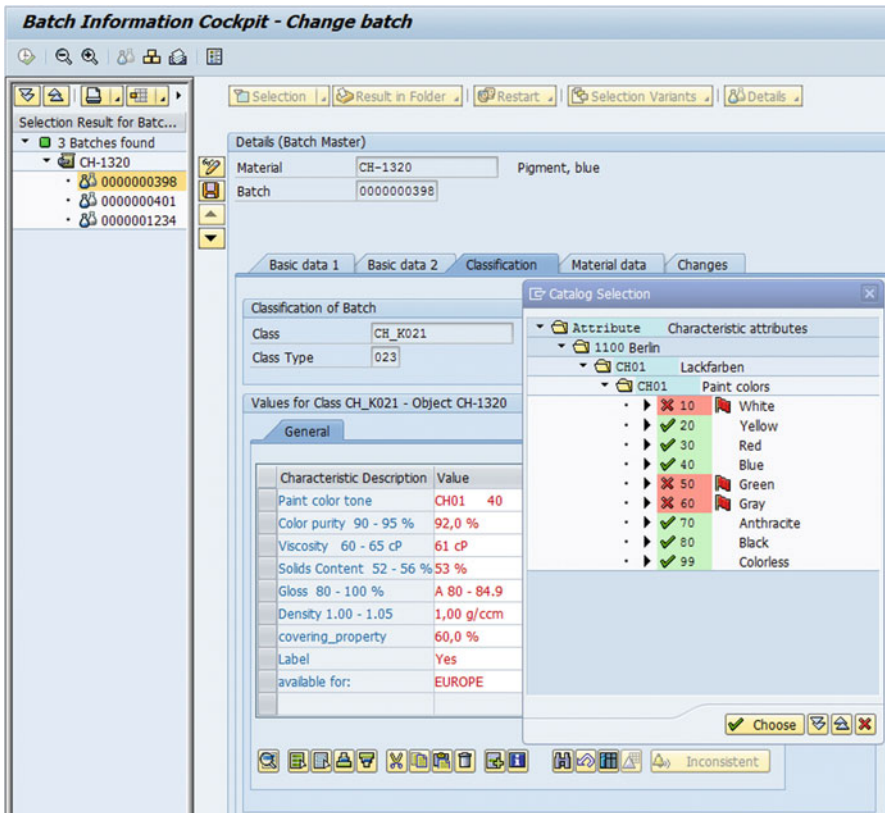 Batch Information Cockpit - Change batch
Selection Result in Folder Restart Selection Variants Details
Selection Result for Batc...
3 Batches found
CH-1320
0000000398
0000000401
0000001234
Details (Batch Master)
Material CH-1320 Pigment, blue
Batch 0000000398
Basic data 1 Basic data 2 Classification Material data Changes
Classification of Batch
Class CH_K021
Class Type 023
Values for Class CH_K021 - Object CH-1320
General
Characteristic Description Value
Paint color tone CH01 40
Color purity 90 - 95 % 92,0 %
Viscosity 60 - 65 cP 61 cP
Solids Content 52 - 56 % 53 %
Gloss 80 - 100 % A 80 - 84.9
Density 1.00 - 1.05 1,00 g/ccm
covering_property 60,0 %
Label Yes
available for: EUROPE
Inconsistent
Catalog Selection
Attribute Characteristic attributes
1100 Berlin
CH01 Lackfarben
CH01 Paint colors
10 White
20 Yellow
30 Red
40 Blue
50 Green
60 Gray
70 Anthracite
80 Black
99 Colorless
Choose